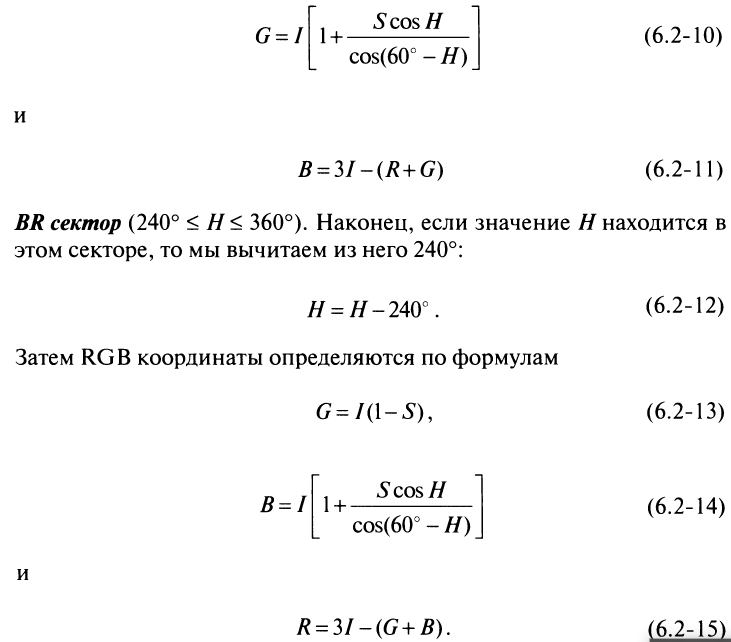 G = I[1 + S cos H / cos(60° − H)] (6.2-10)
и
B = 3I − (R + G) (6.2-11)
BR сектор (240° ≤ H ≤ 360°). Наконец, если значение H находится в
этом секторе, то мы вычитаем из него 240°:
H = H − 240° . (6.2-12)
Затем RGB координаты определяются по формулам
G = I(1 − S), (6.2-13)
B = I[1 + S cos H / cos(60° − H)] (6.2-14)
и
R = 3I − (G + B). (6.2-15)